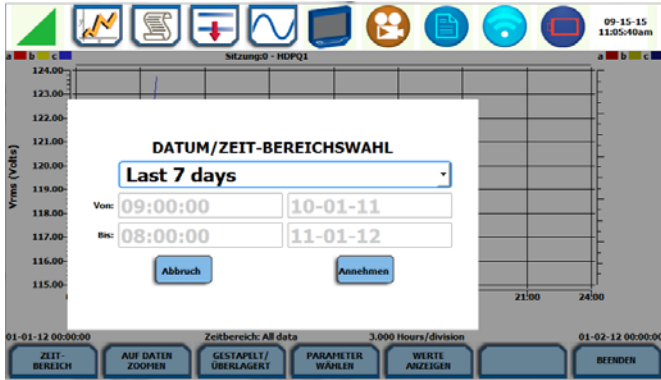 09-15-15
11:05:40am
a b c Sitzung:0 - HDPQ1 a b c
124.00
123.00
122.00
121.00
120.00
119.00
118.00
117.00
116.00
115.00
Vrms (Volts)
DATUM/ZEIT-BEREICHSWAHL
Last 7 days
Von: 09:00:00 10-01-11
Bis: 08:00:00 11-01-12
Abbruch Annehmen
21:00 24:00
01-01-12 00:00:00 Zeitbereich: All data 3.000 Hours/division 01-02-12 00:00:00
ZEIT-
BEREICH
AUF DATEN
ZOOMEN
GESTAPELT/
ÜBERLAGERT
PARAMETER
WÄHLEN
WERTE
ANZEIGEN
BEENDEN